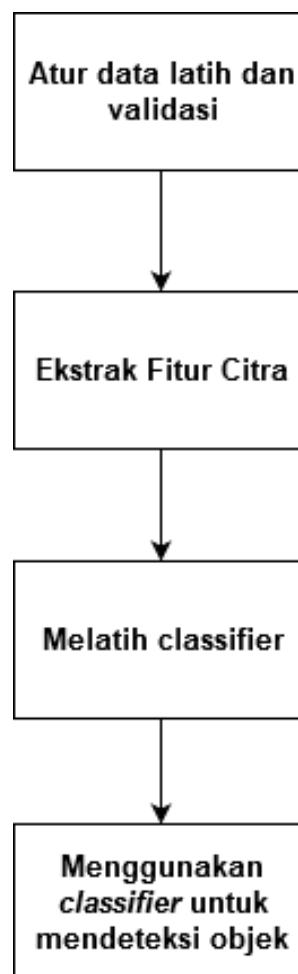 Atur data latih dan
validasi
Ekstrak Fitur Citra
Melatih classifier
Menggunakan
classifier untuk
mendeteksi objek